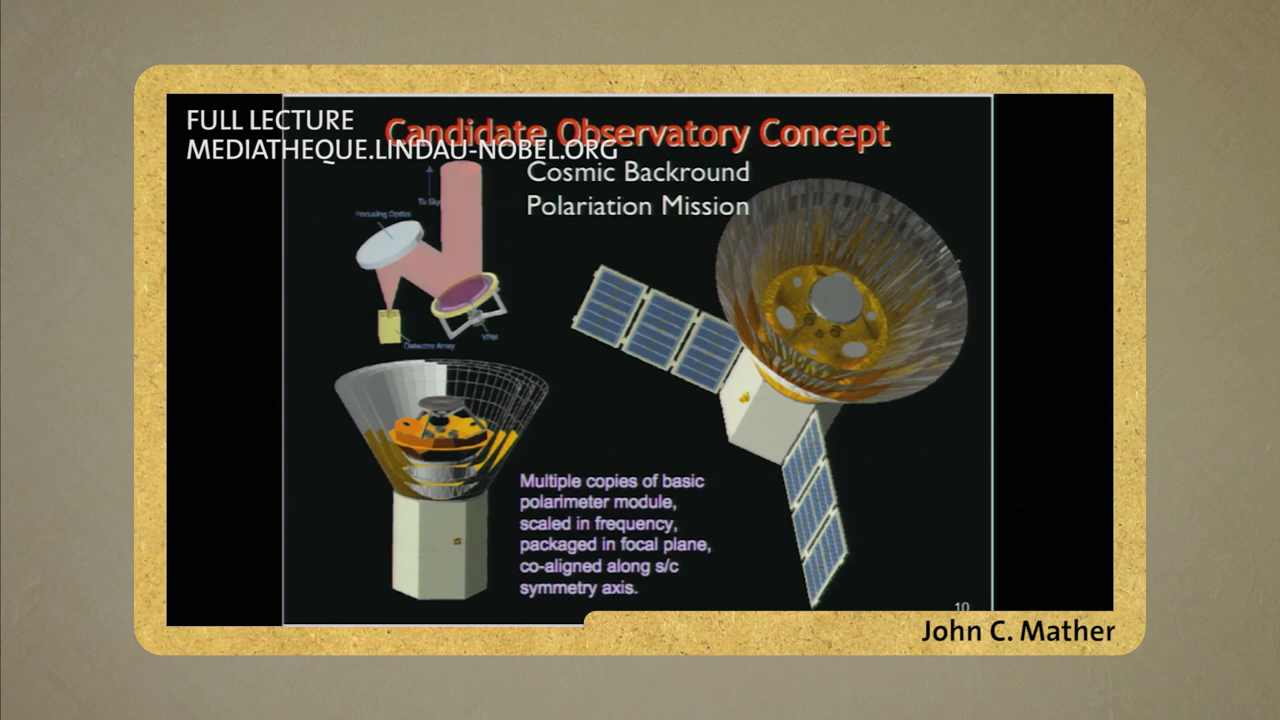 FULL LECTURE
MEDIATHEQUE.LINDAU-NOBEL.ORG
Candidate Observatory Concept
Cosmic Backround
Polariation Mission
To Sky
Focusing Optics
VPM
Detector Array
Multiple copies of basic
polarimeter module,
scaled in frequency,
packaged in focal plane,
co-aligned along s/c
symmetry axis.
10
John C. Mather